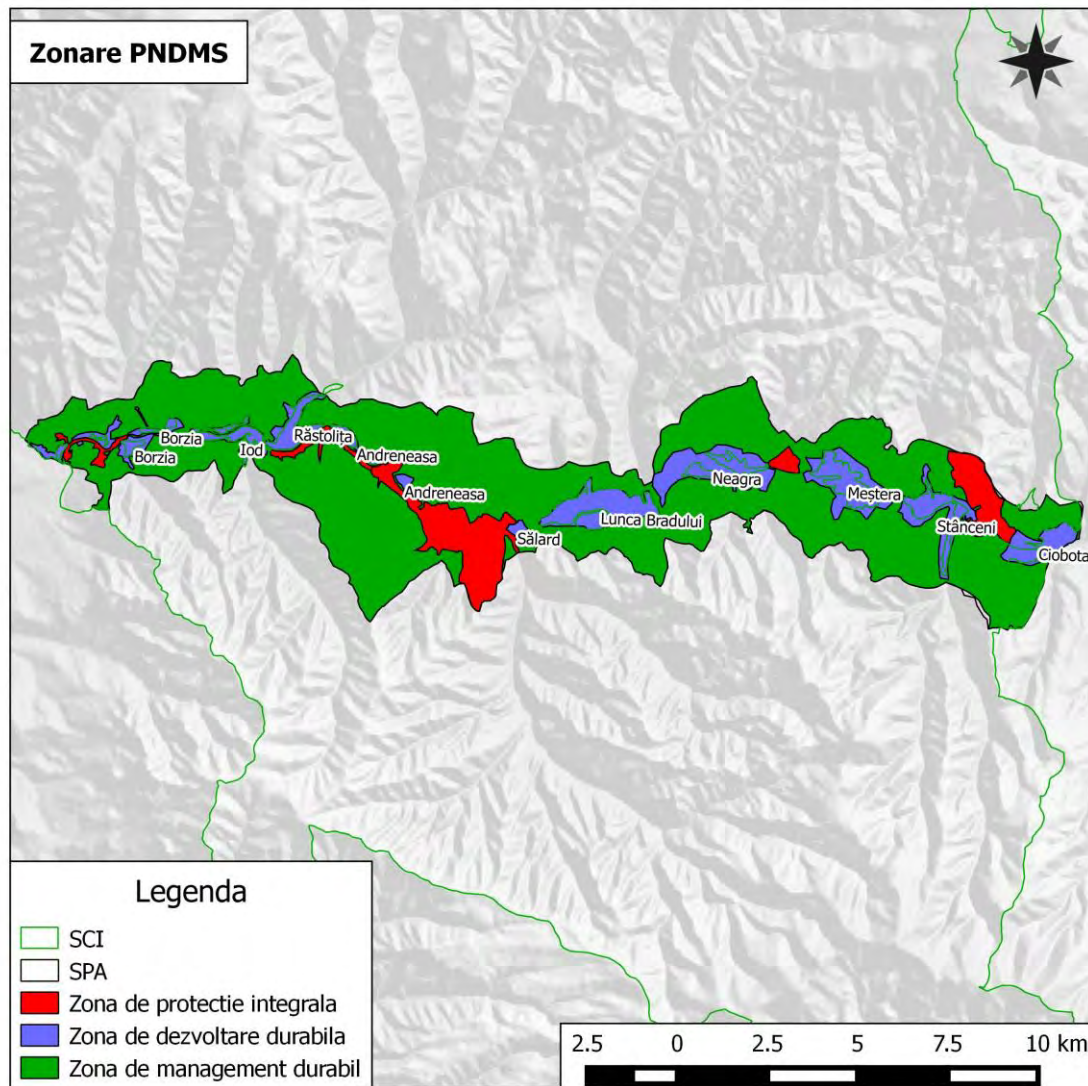 Zonare PNDMS
Borzia
Borzia
Iod
Răstolița
Andreneasa
Andreneasa
Sălard
Lunca Bradului
Neagra
Meștera
Stânceni
Ciobota
Legenda
SCI
SPA
Zona de protectie integrala
Zona de dezvoltare durabila
Zona de management durabil
2.5 0 2.5 5 7.5 10 km